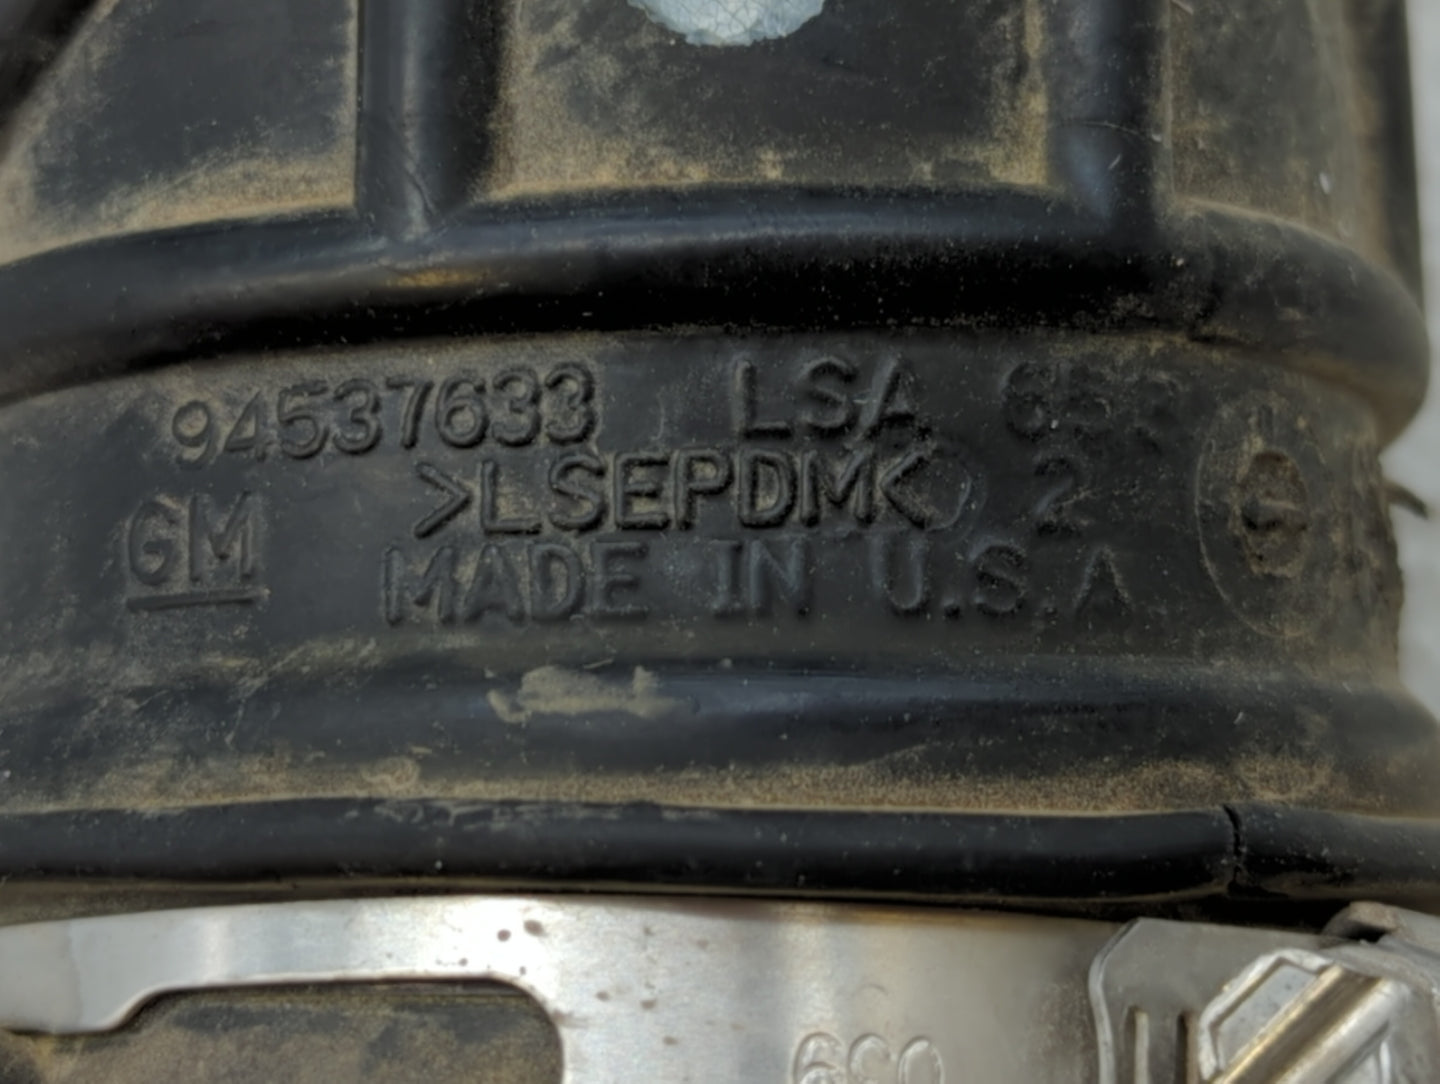 94537633 LSA
>LSEPDM< 2
GM
MADE IN U.S.A